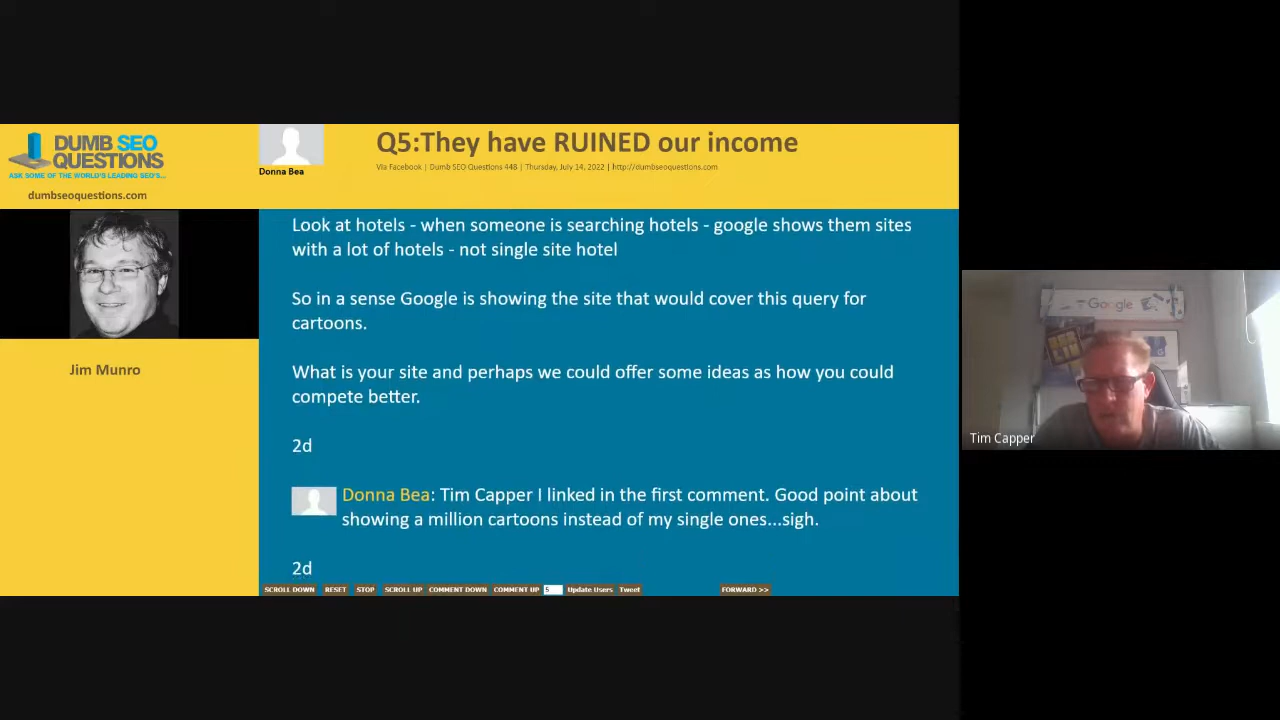 DUMB SEO
QUESTIONS
ASK SOME OF THE WORLD'S LEADING SEO'S...
dumbseoquestions.com
Donna Bea
Q5:They have RUINED our income
Via Facebook | Dumb SEO Questions 448 | Thursday, July 14, 2022 | http://dumbseoquestions.com
Jim Munro
Look at hotels - when someone is searching hotels - google shows them sites
with a lot of hotels - not single site hotel
So in a sense Google is showing the site that would cover this query for
cartoons.
What is your site and perhaps we could offer some ideas as how you could
compete better.
2d
Donna Bea: Tim Capper I linked in the first comment. Good point about
showing a million cartoons instead of my single ones...sigh.
2d
SCROLL DOWN RESET STOP SCROLL UP COMMENT DOWN COMMENT UP 5 Update Users Tweet FORWARD >>
Google
Tim Capper